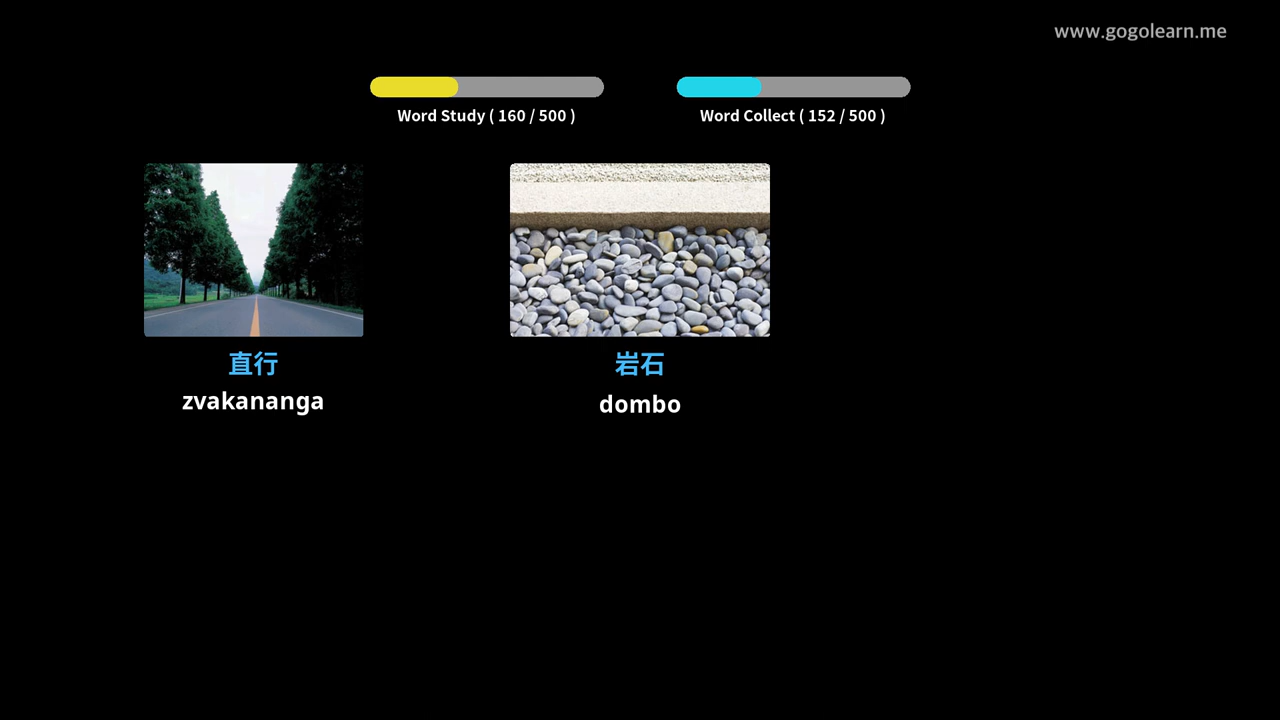 www.gogolearn.me
Word Study ( 160 / 500 )
Word Collect ( 152 / 500 )
直行
zvakananga
岩石
dombo